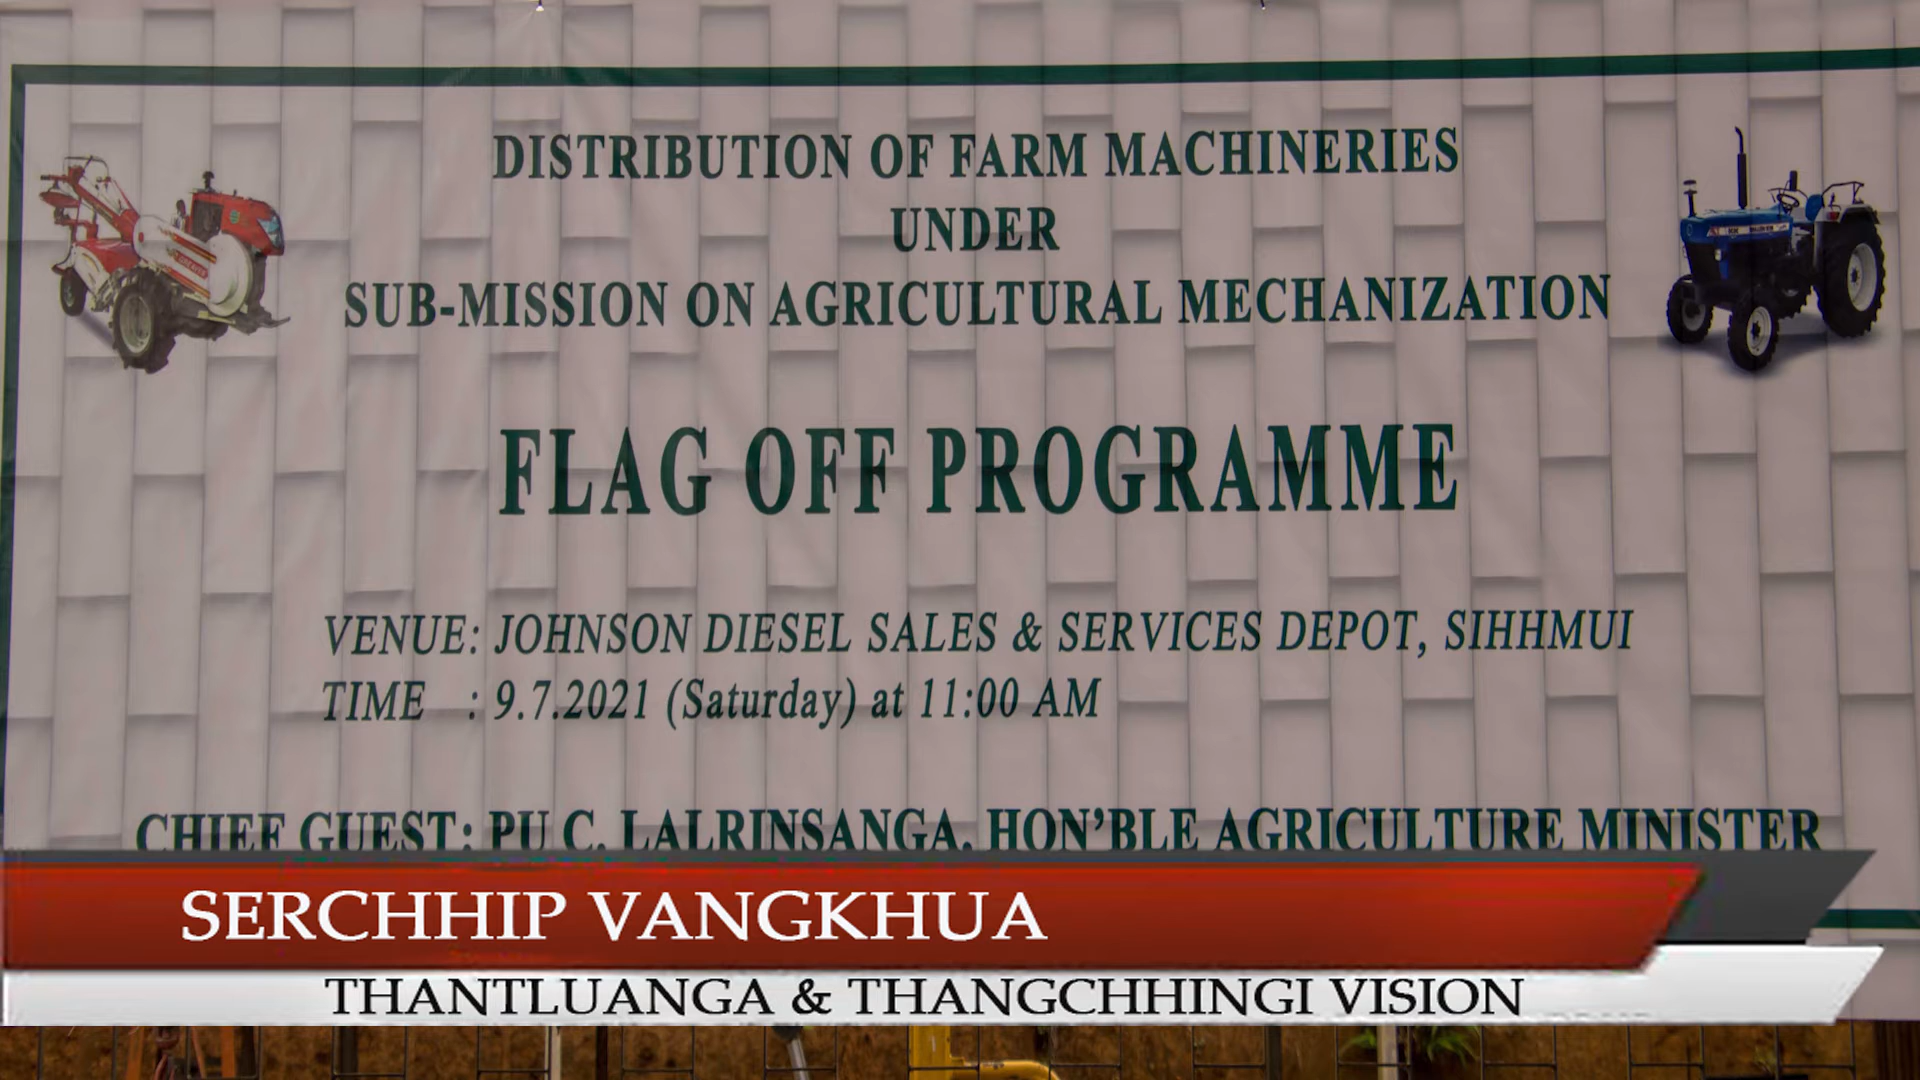 DISTRIBUTION OF FARM MACHINERIES
UNDER
SUB-MISSION ON AGRICULTURAL MECHANIZATION
FLAG OFF PROGRAMME
VENUE: JOHNSON DIESEL SALES & SERVICES DEPOT, SIHHMUI
TIME : 9.7.2021 (Saturday) at 11:00 AM
CHIEF GUEST: PU C. LALRINSANGA, HON'BLE AGRICULTURE MINISTER
SERCHHIP VANGKHUA
THANTLUANGA & THANGCHHINGI VISION